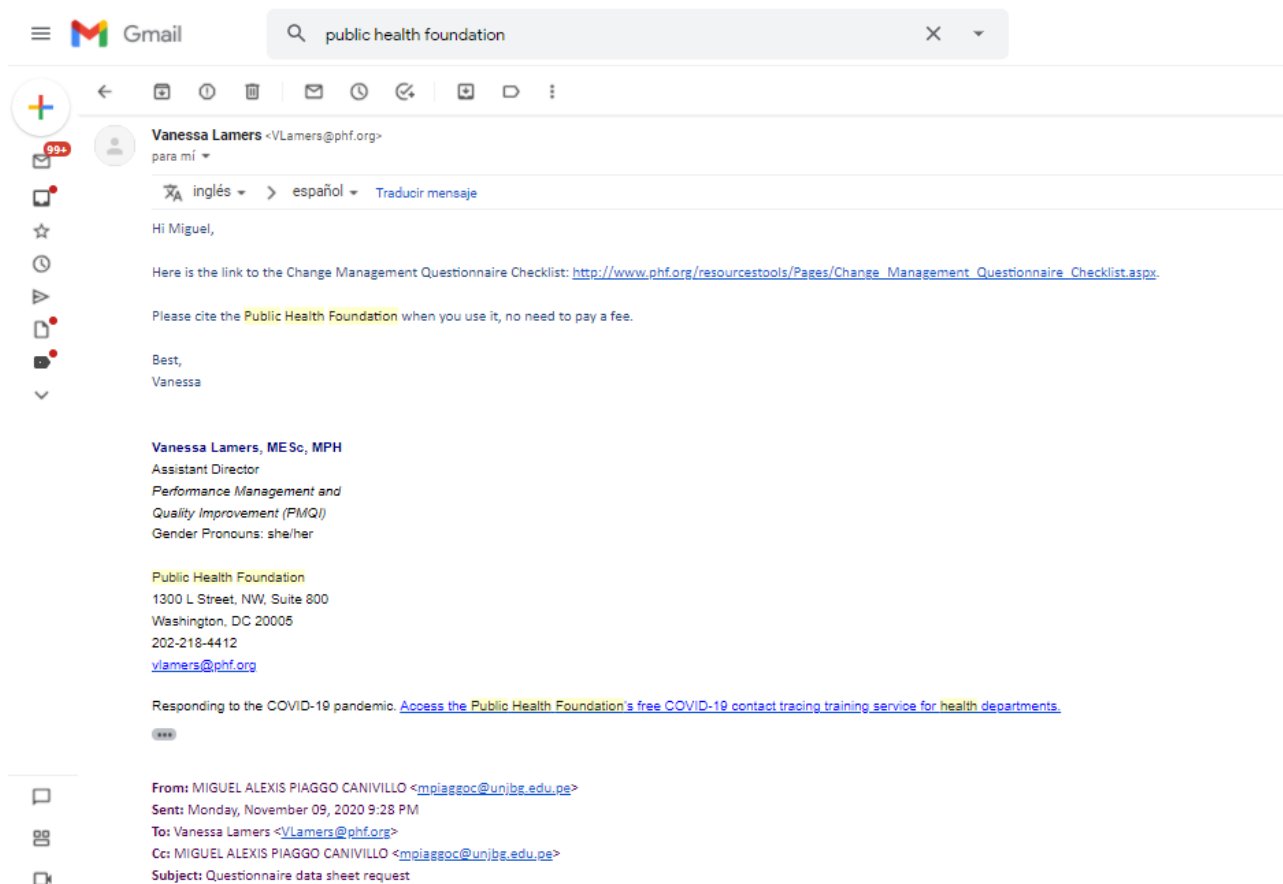 Gmail
public health foundation
99+
Vanessa Lamers <VLamers@phf.org>
para mí
inglés > español Traducir mensaje
Hi Miguel,
Here is the link to the Change Management Questionnaire Checklist: http://www.phf.org/resourcestools/Pages/Change_Management_Questionnaire_Checklist.aspx.
Please cite the Public Health Foundation when you use it, no need to pay a fee.
Best,
Vanessa
Vanessa Lamers, MESc, MPH
Assistant Director
Performance Management and
Quality Improvement (PMQI)
Gender Pronouns: she/her
Public Health Foundation
1300 L Street, NW, Suite 800
Washington, DC 20005
202-218-4412
vlamers@phf.org
Responding to the COVID-19 pandemic. Access the Public Health Foundation's free COVID-19 contact tracing training service for health departments.
From: MIGUEL ALEXIS PIAGGO CANIVILLO <mpiaggoc@unjbg.edu.pe>
Sent: Monday, November 09, 2020 9:28 PM
To: Vanessa Lamers <VLamers@phf.org>
Cc: MIGUEL ALEXIS PIAGGO CANIVILLO <mpiaggoc@unjbg.edu.pe>
Subject: Questionnaire data sheet request